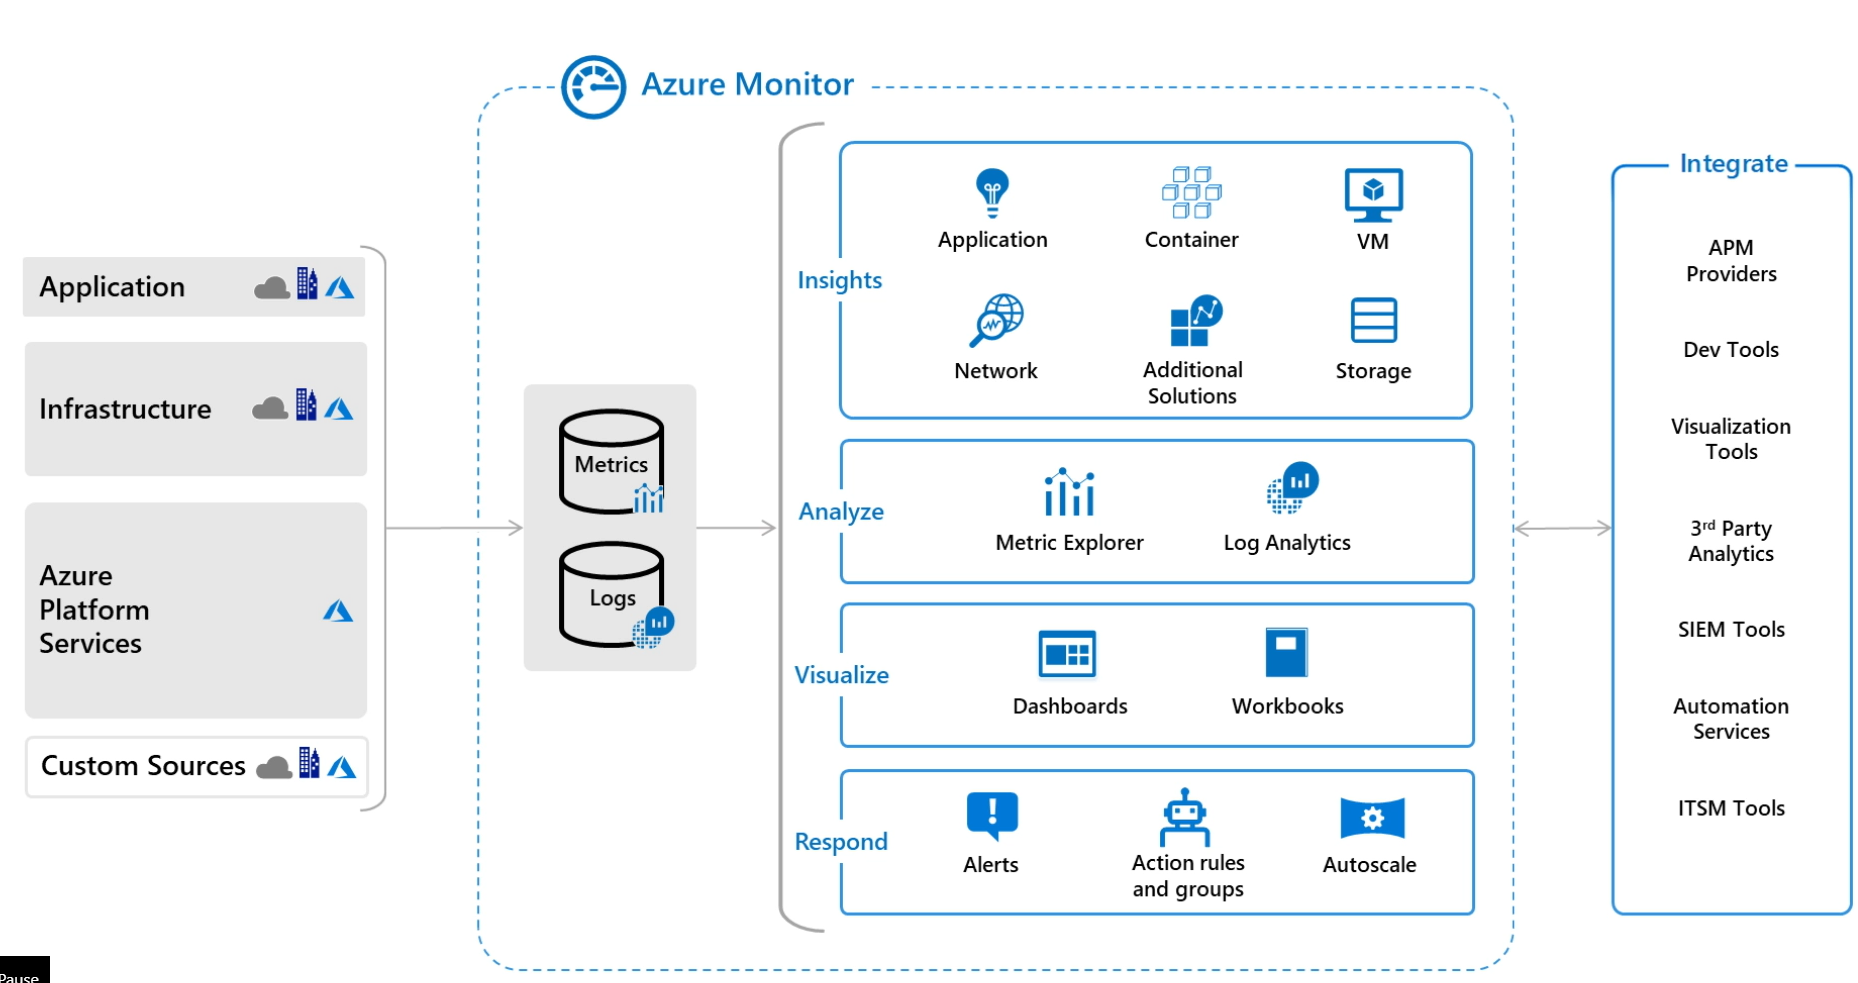 Azure Monitor
Application
Infrastructure
Azure
Platform
Services
Custom Sources
Metrics
Logs
Insights
Application
Container
VM
Network
Additional
Solutions
Storage
Analyze
Metric Explorer
Log Analytics
Visualize
Dashboards
Workbooks
Respond
Alerts
Action rules
and groups
Autoscale
Integrate
APM
Providers
Dev Tools
Visualization
Tools
3rd Party
Analytics
SIEM Tools
Automation
Services
ITSM Tools
Pause